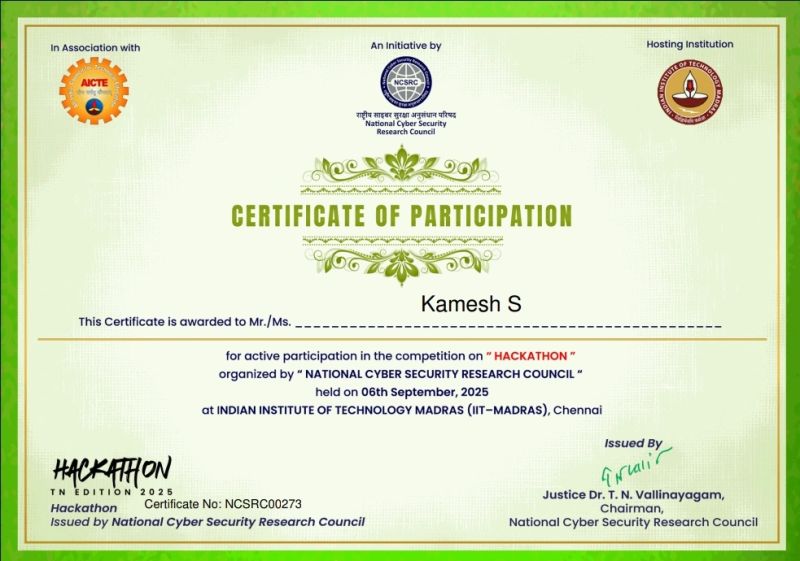 In Association with
An Initiative by
Hosting Institution
AICTE
NCSRC
INDIAN INSTITUTE OF TECHNOLOGY MADRAS
राष्ट्रीय साइबर सुरक्षा अनुसंधान परिषद
National Cyber Security
Research Council
CERTIFICATE OF PARTICIPATION
Kamesh S
This Certificate is awarded to Mr./Ms.
for active participation in the competition on " HACKATHON "
organized by " NATIONAL CYBER SECURITY RESEARCH COUNCIL "
held on 06th September, 2025
at INDIAN INSTITUTE OF TECHNOLOGY MADRAS (IIT–MADRAS), Chennai
Issued By
HACKATHON
TN EDITION 2025
Certificate No: NCSRC00273
Hackathon
Issued by National Cyber Security Research Council
Justice Dr. T. N. Vallinayagam,
Chairman,
National Cyber Security Research Council